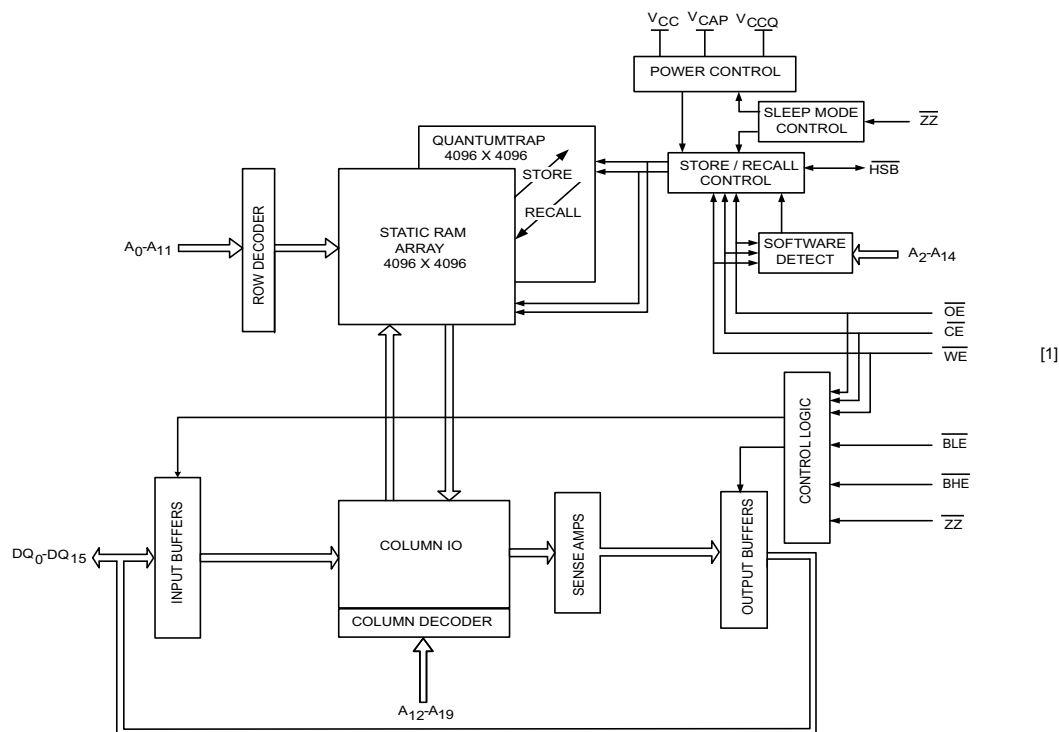 VCC VCAP VCCQ
POWER CONTROL
SLEEP MODE
CONTROL
ZZ
QUANTUMTRAP
4096 X 4096
STORE
RECALL
STORE / RECALL
CONTROL
HSB
STATIC RAM
ARRAY
4096 X 4096
ROW DECODER
A0-A11
SOFTWARE
DETECT
A2-A14
OE
CE
WE
[1]
CONTROL LOGIC
BLE
BHE
ZZ
DQ0-DQ15
INPUT BUFFERS
COLUMN IO
COLUMN DECODER
SENSE AMPS
OUTPUT BUFFERS
A12-A19